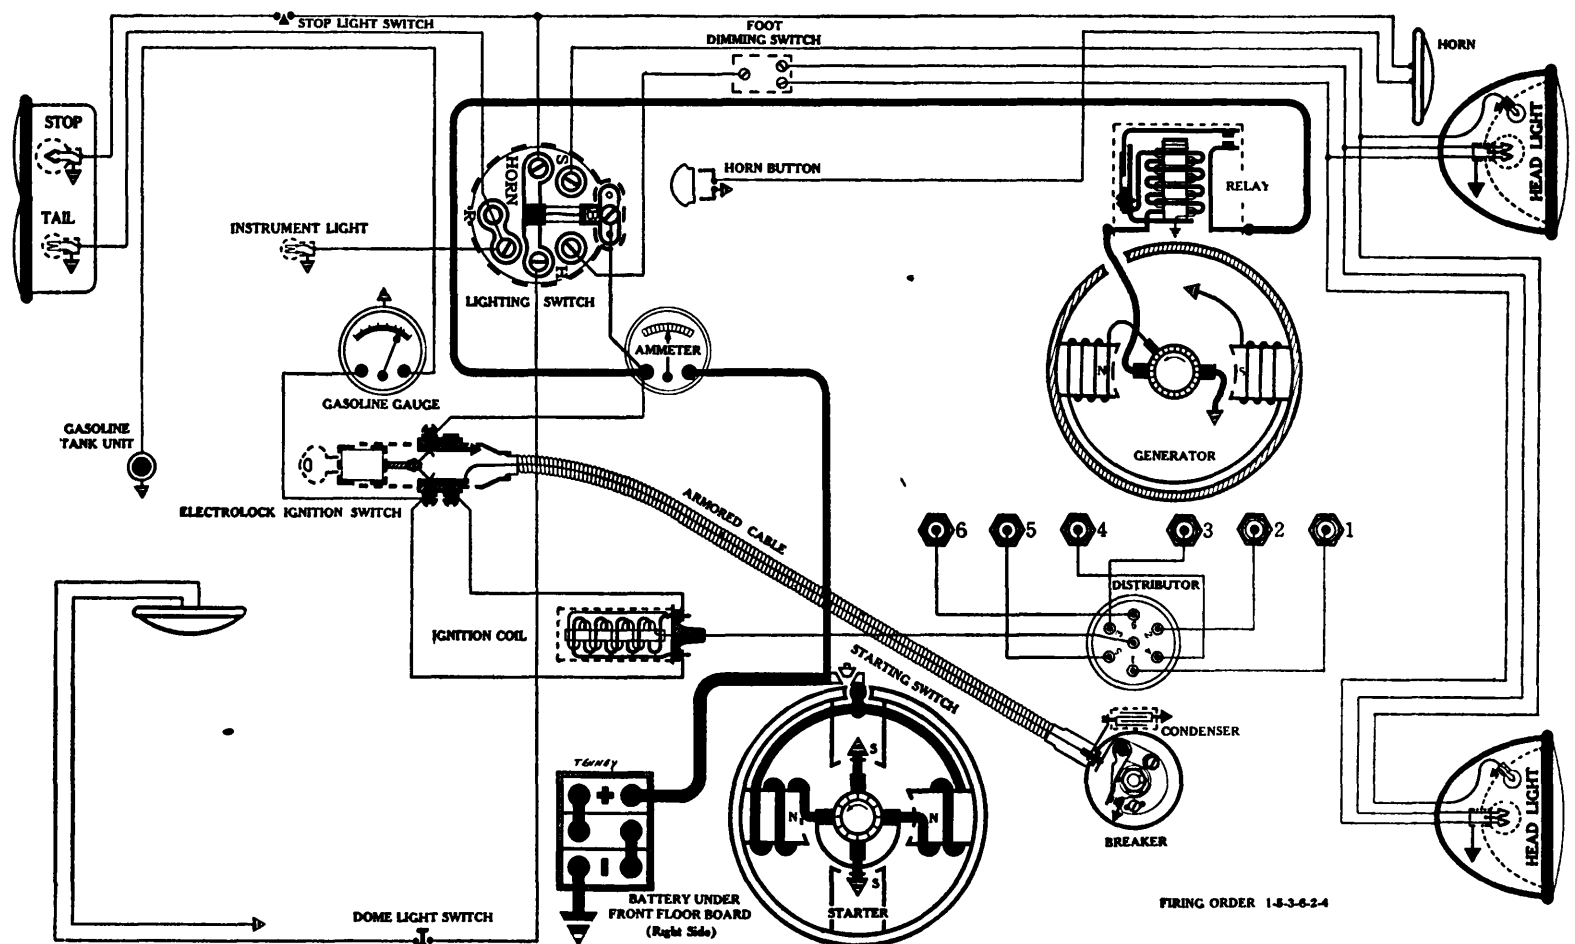 STOP LIGHT SWITCH
FOOT
DIMMING SWITCH
HORN
STOP
HEAD LIGHT
HORN
S
HORN BUTTON
RELAY
TAIL
R
INSTRUMENT LIGHT
H
LIGHTING SWITCH
AMMETER
N
S
GASOLINE GAUGE
GASOLINE
TANK UNIT
GENERATOR
ELECTROLOCK IGNITION SWITCH
ARMORED CABLE
6
5
4
3
2
1
DISTRIBUTOR
IGNITION COIL
STARTING SWITCH
CONDENSER
S
TENNEY
+
N
N
HEAD LIGHT
BREAKER
-
S
BATTERY UNDER
FRONT FLOOR BOARD
(Right Side)
STARTER
FIRING ORDER 1-5-3-6-2-4
DOME LIGHT SWITCH